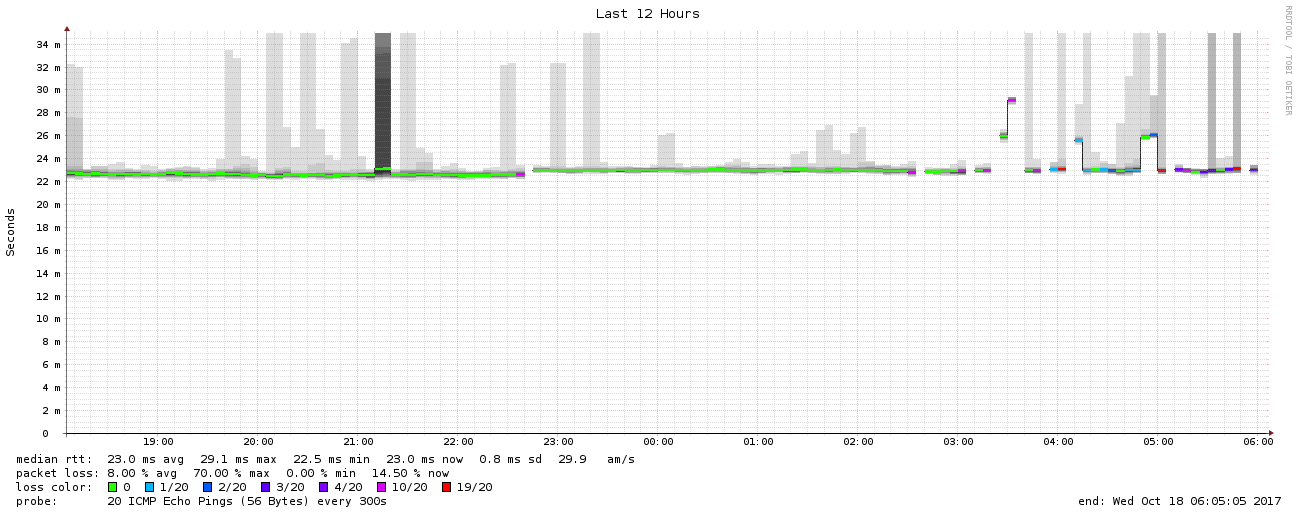 Last 12 Hours
RRDTOOL / TOBI OETIKER
Seconds
34 m
32 m
30 m
28 m
26 m
24 m
22 m
20 m
18 m
16 m
14 m
12 m
10 m
8 m
6 m
4 m
2 m
0
19:00 20:00 21:00 22:00 23:00 00:00 01:00 02:00 03:00 04:00 05:00 06:00
median rtt: 23.0 ms avg 29.1 ms max 22.5 ms min 23.0 ms now 0.8 ms sd 29.9 am/s
packet loss: 8.00 % avg 70.00 % max 0.00 % min 14.50 % now
loss color: 0 1/20 2/20 3/20 4/20 10/20 19/20
probe: 20 ICMP Echo Pings (56 Bytes) every 300s end: Wed Oct 18 06:05:05 2017